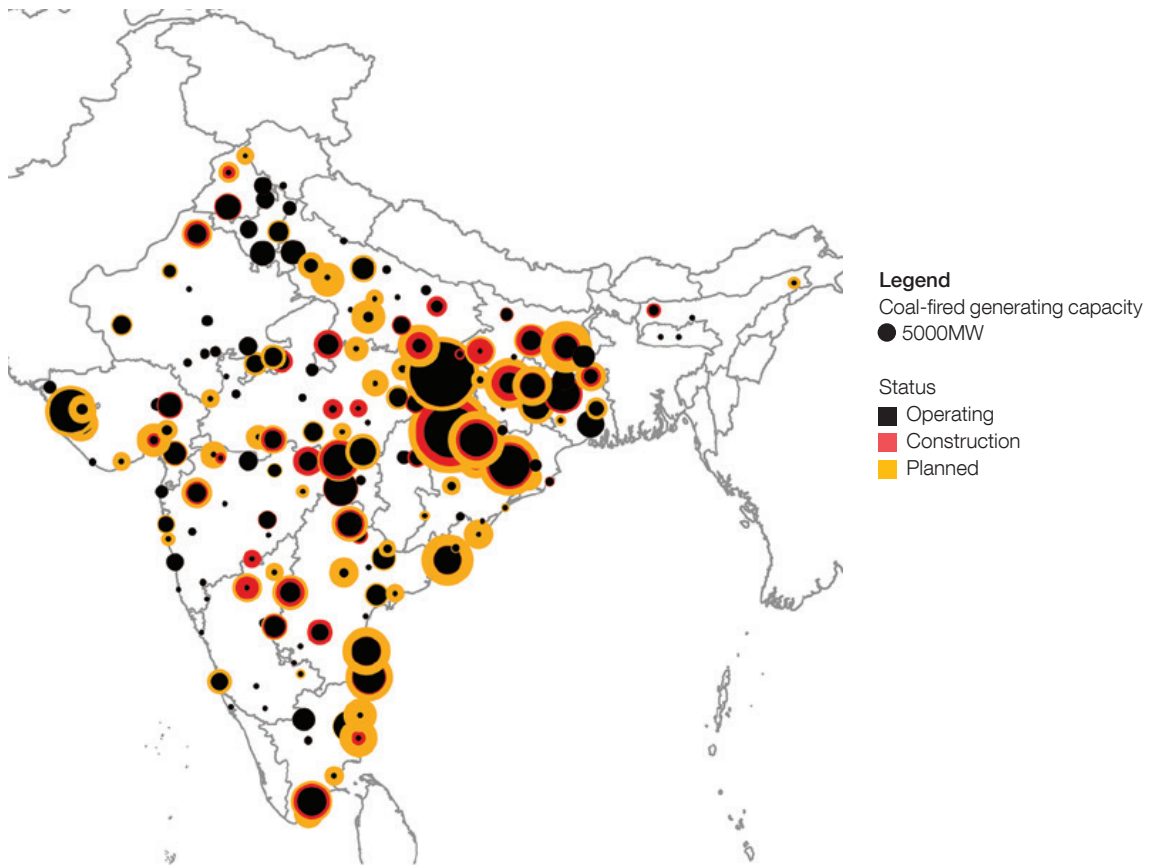 Legend
Coal-fired generating capacity
5000MW
Status
Operating
Construction
Planned